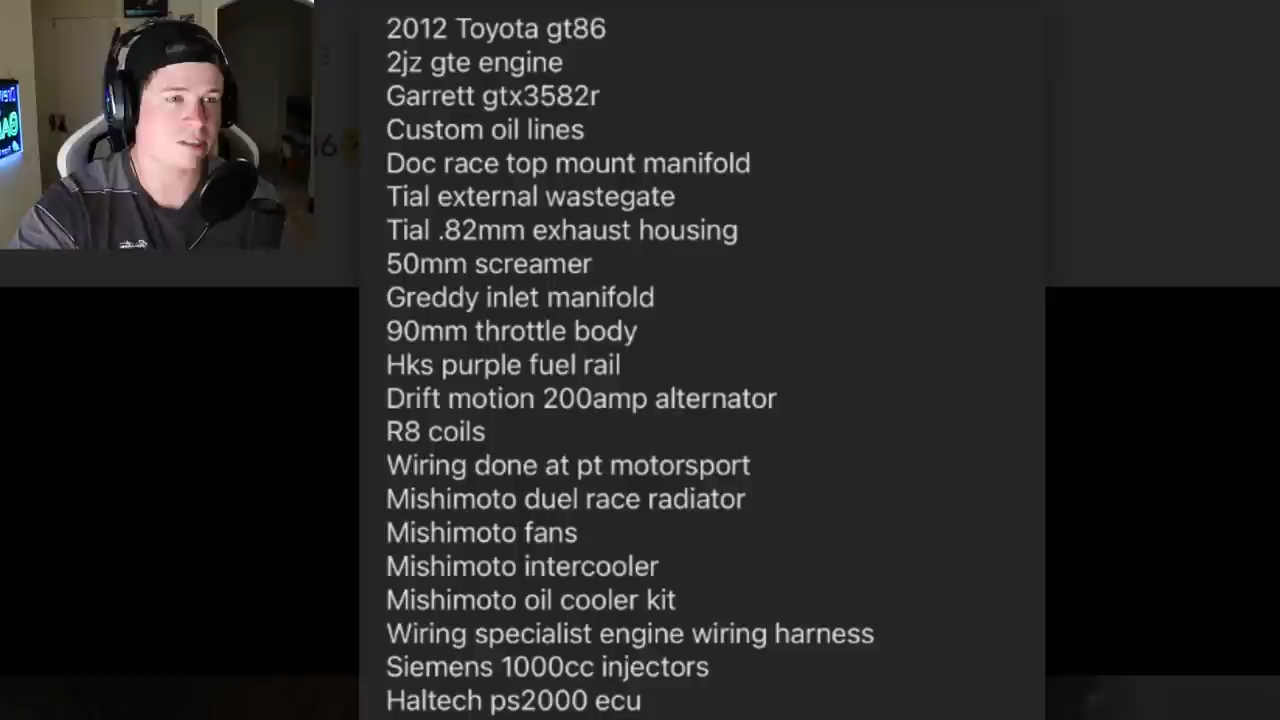 2012 Toyota gt86
2jz gte engine
Garrett gtx3582r
Custom oil lines
Doc race top mount manifold
Tial external wastegate
Tial .82mm exhaust housing
50mm screamer
Greddy inlet manifold
90mm throttle body
Hks purple fuel rail
Drift motion 200amp alternator
R8 coils
Wiring done at pt motorsport
Mishimoto duel race radiator
Mishimoto fans
Mishimoto intercooler
Mishimoto oil cooler kit
Wiring specialist engine wiring harness
Siemens 1000cc injectors
Haltech ps2000 ecu